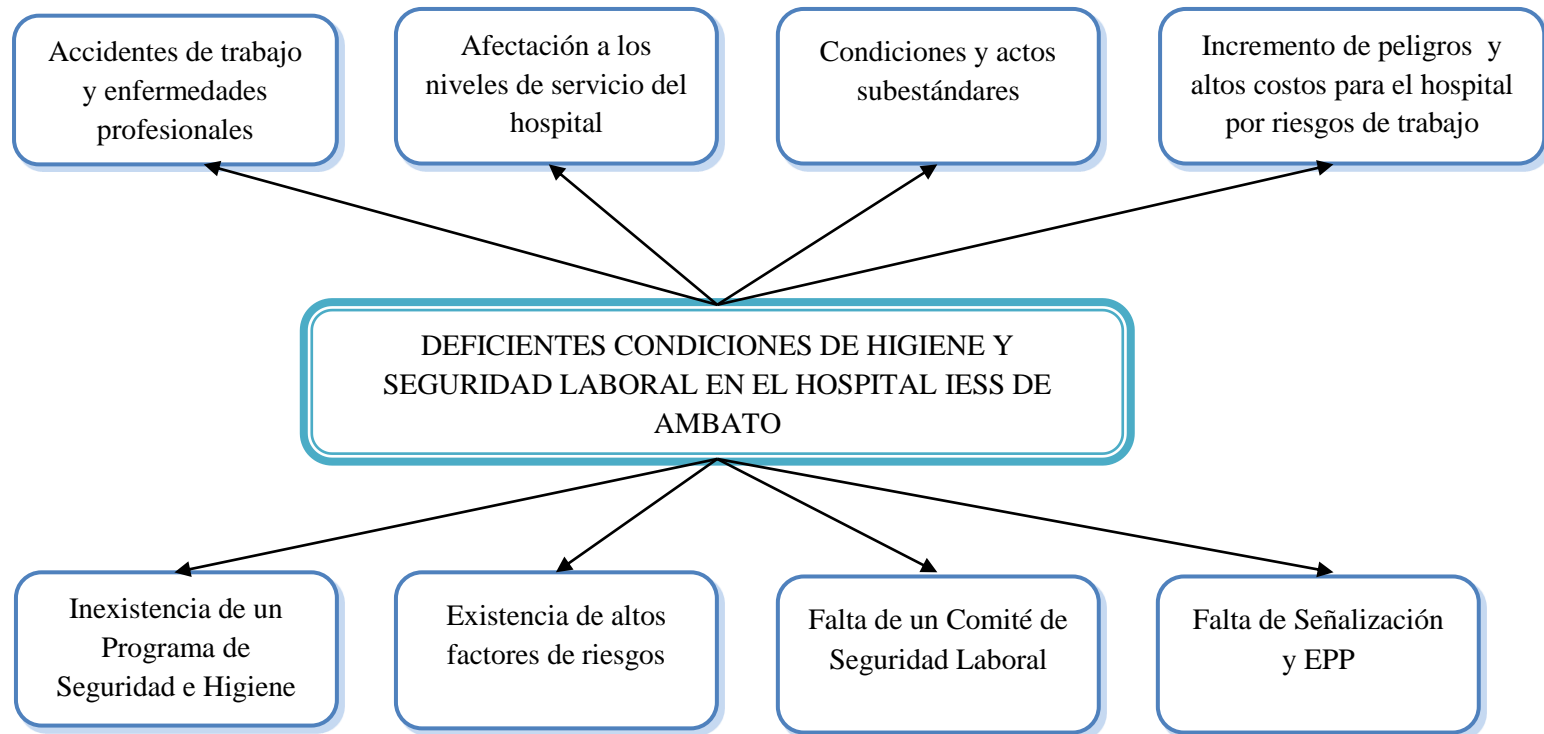 Accidentes de trabajo
y enfermedades
profesionales
Afectación a los
niveles de servicio del
hospital
Condiciones y actos
subestándares
Incremento de peligros y
altos costos para el hospital
por riesgos de trabajo
DEFICIENTES CONDICIONES DE HIGIENE Y
SEGURIDAD LABORAL EN EL HOSPITAL IESS DE
AMBATO
Inexistencia de un
Programa de
Seguridad e Higiene
Existencia de altos
factores de riesgos
Falta de un Comité de
Seguridad Laboral
Falta de Señalización
y EPP